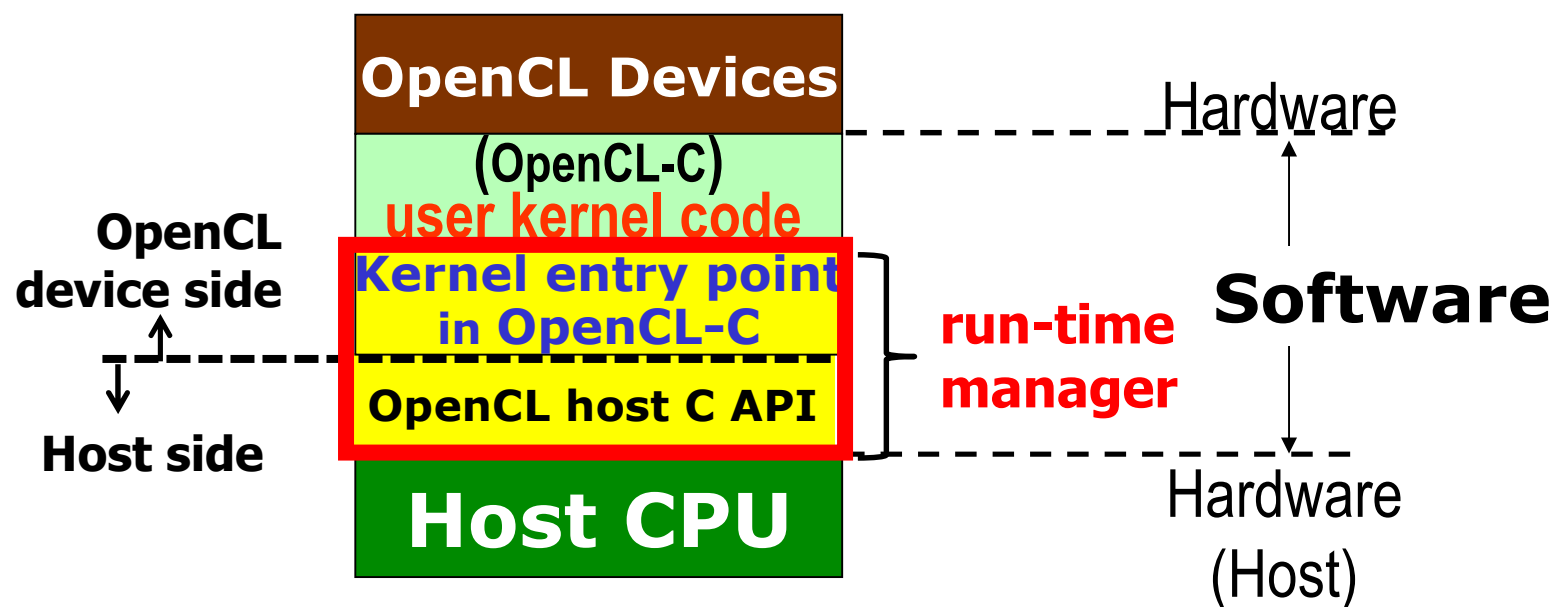 OpenCL Devices
Hardware
(OpenCL-C)
user kernel code
OpenCL
device side
Kernel entry point
in OpenCL-C
Software
run-time
manager
OpenCL host C API
Host side
Host CPU
Hardware
(Host)